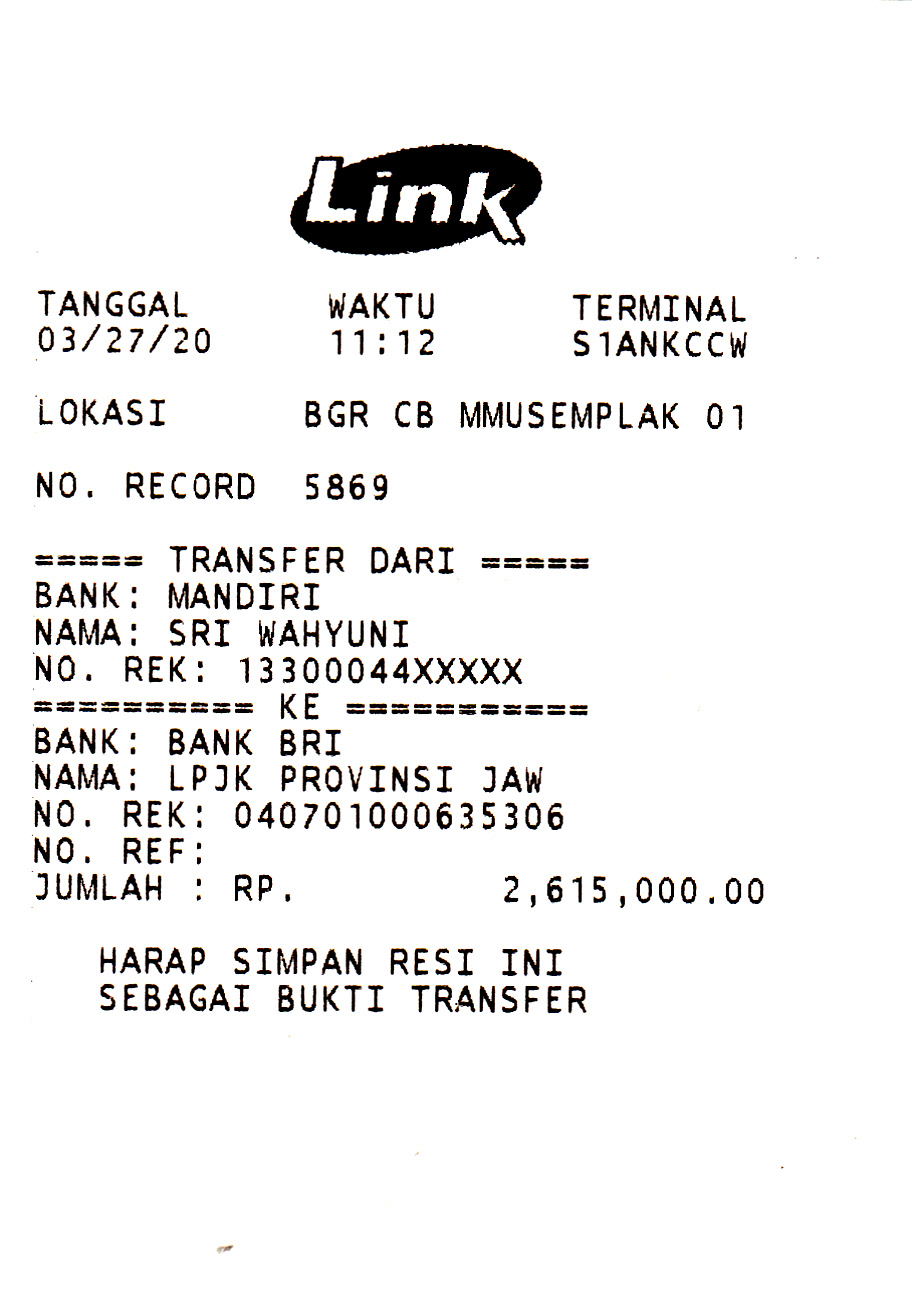 Link
TANGGAL WAKTU TERMINAL
03/27/20 11:12 S1ANKCCW
LOKASI BGR CB MMUSEMPLAK 01
NO. RECORD 5869
===== TRANSFER DARI =====
BANK: MANDIRI
NAMA: SRI WAHYUNI
NO. REK: 13300044XXXXX
========== KE ===========
BANK: BANK BRI
NAMA: LPJK PROVINSI JAW
NO. REK: 040701000635306
NO. REF:
JUMLAH : RP. 2,615,000.00
HARAP SIMPAN RESI INI
SEBAGAI BUKTI TRANSFER